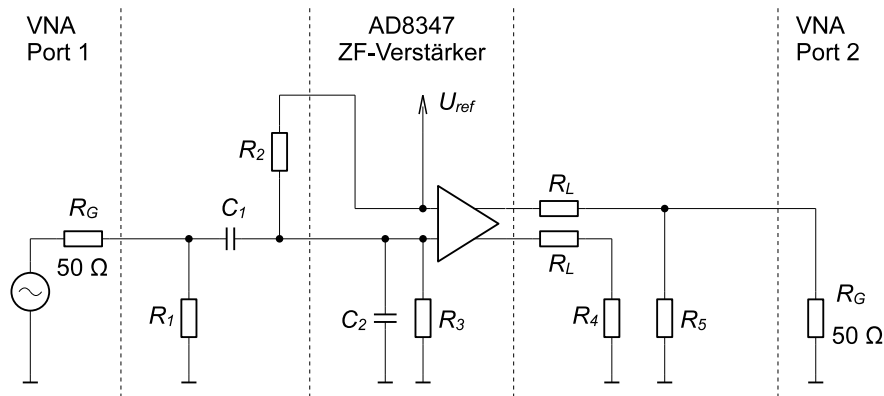 VNA
Port 1
AD8347
ZF-Verstärker
VNA
Port 2
U_ref
R_2
R_L
R_G
C_1
R_L
50 Ω
R_G
R_1
C_2
R_3
R_4
R_5
50 Ω